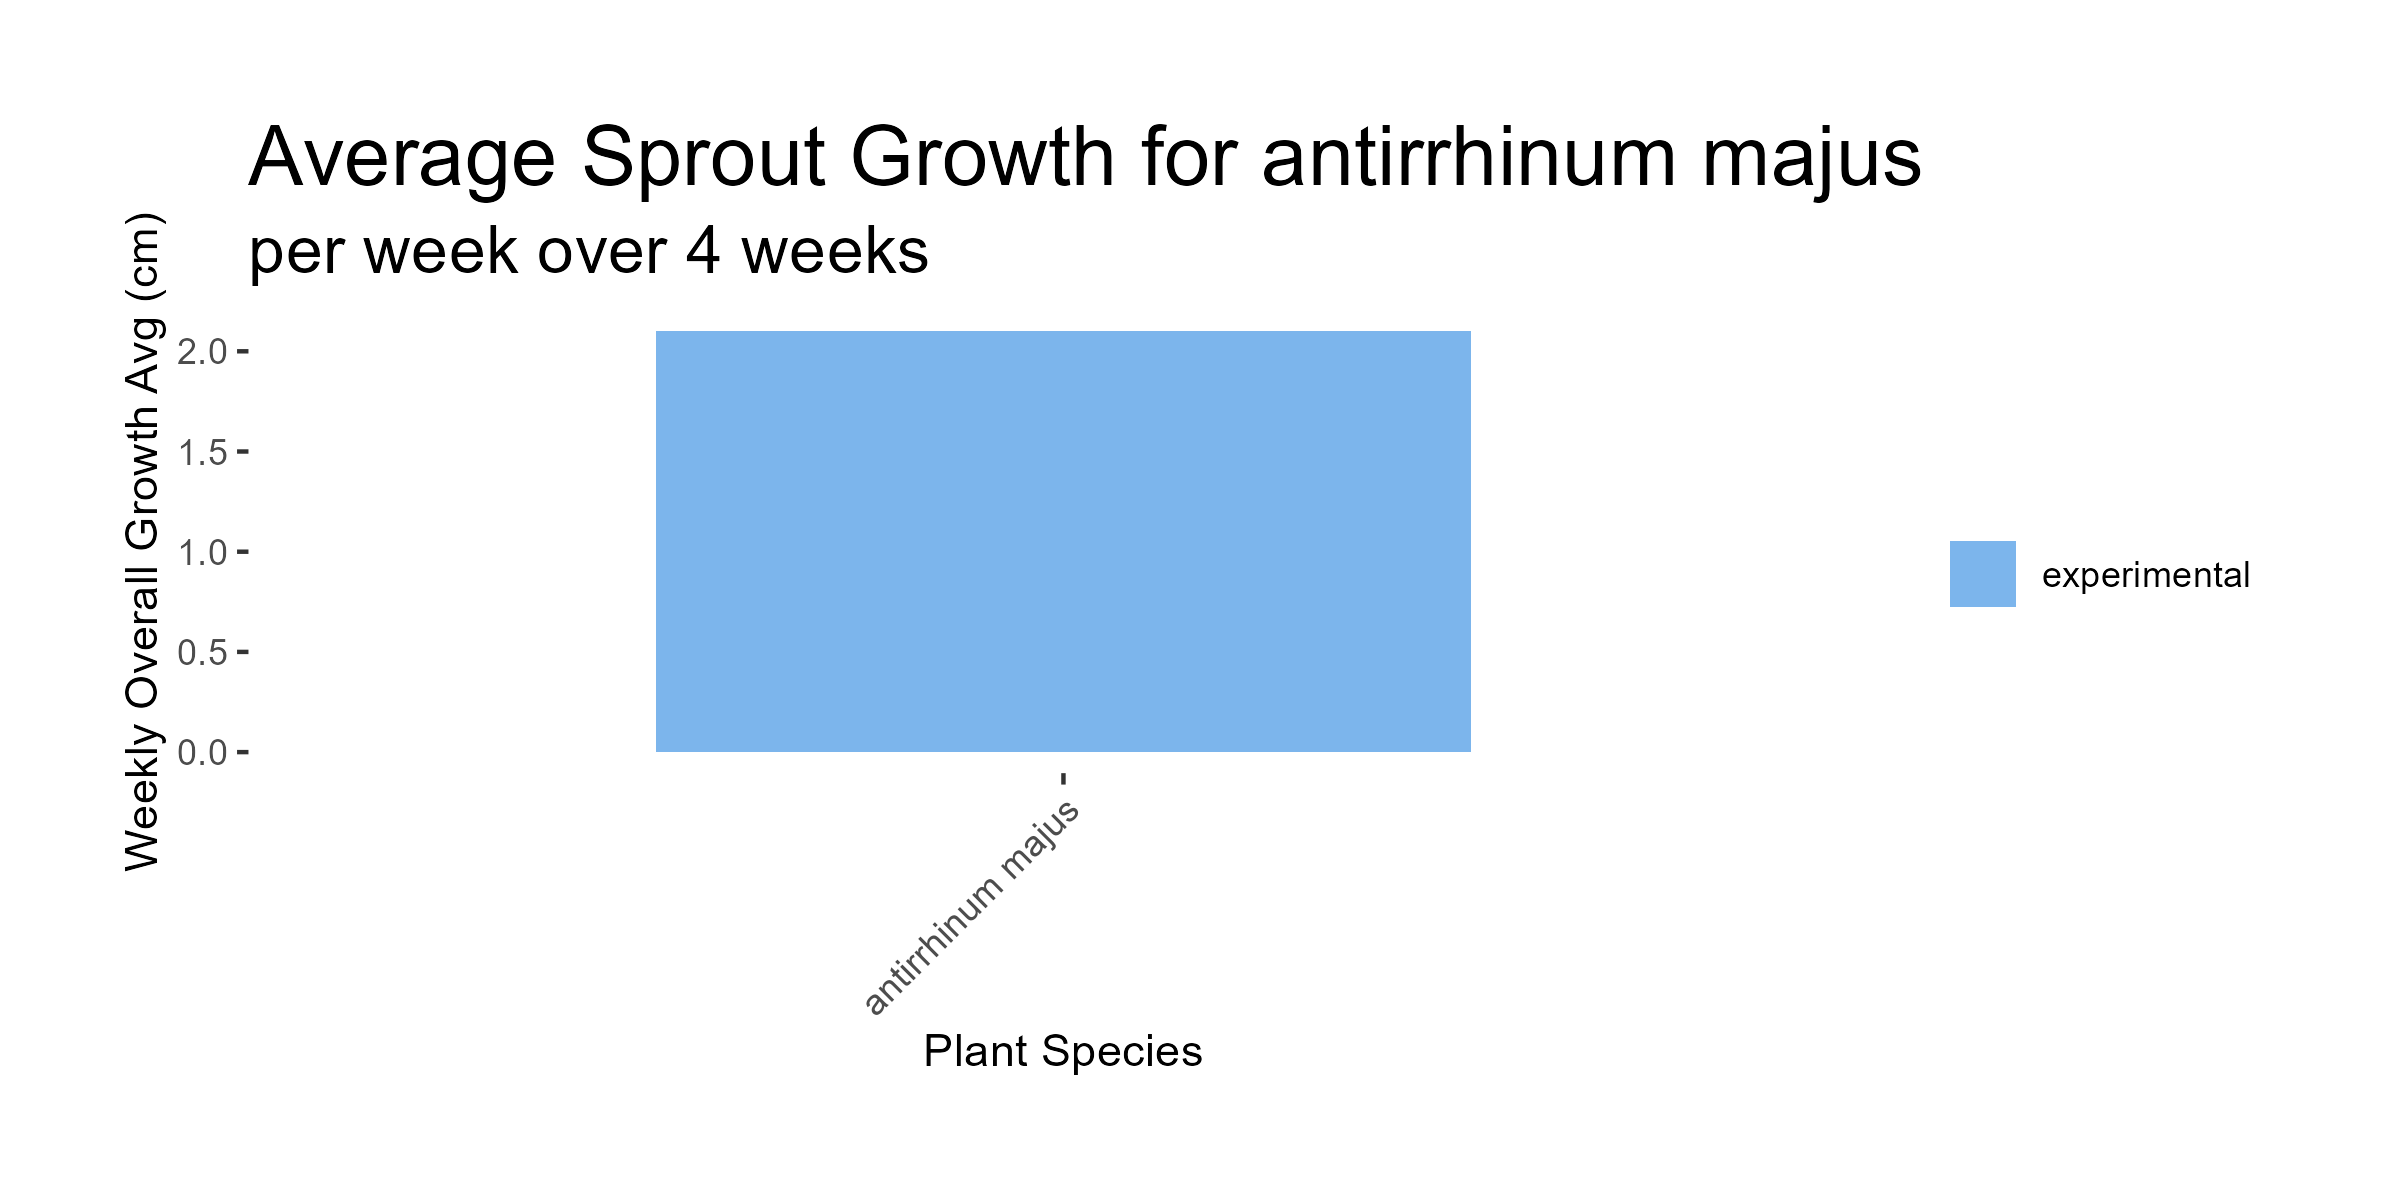 Average Sprout Growth for antirrhinum majus
per week over 4 weeks
Weekly Overall Growth Avg (cm)
2.0
1.5
1.0
0.5
0.0
antirrhinum majus
Plant Species
experimental